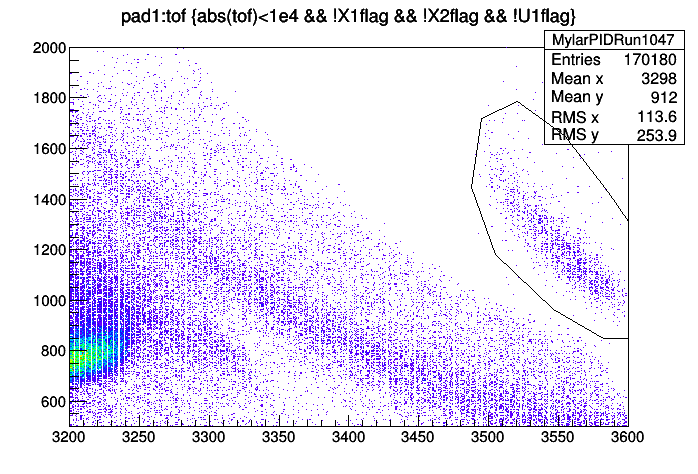 pad1:tof {abs(tof)<1e4 && !X1flag && !X2flag && !U1flag}
MylarPIDRun1047
Entries 170180
Mean x 3298
Mean y 912
RMS x 113.6
RMS y 253.9
2000
1800
1600
1400
1200
1000
800
600
3200 3250 3300 3350 3400 3450 3500 3550 3600